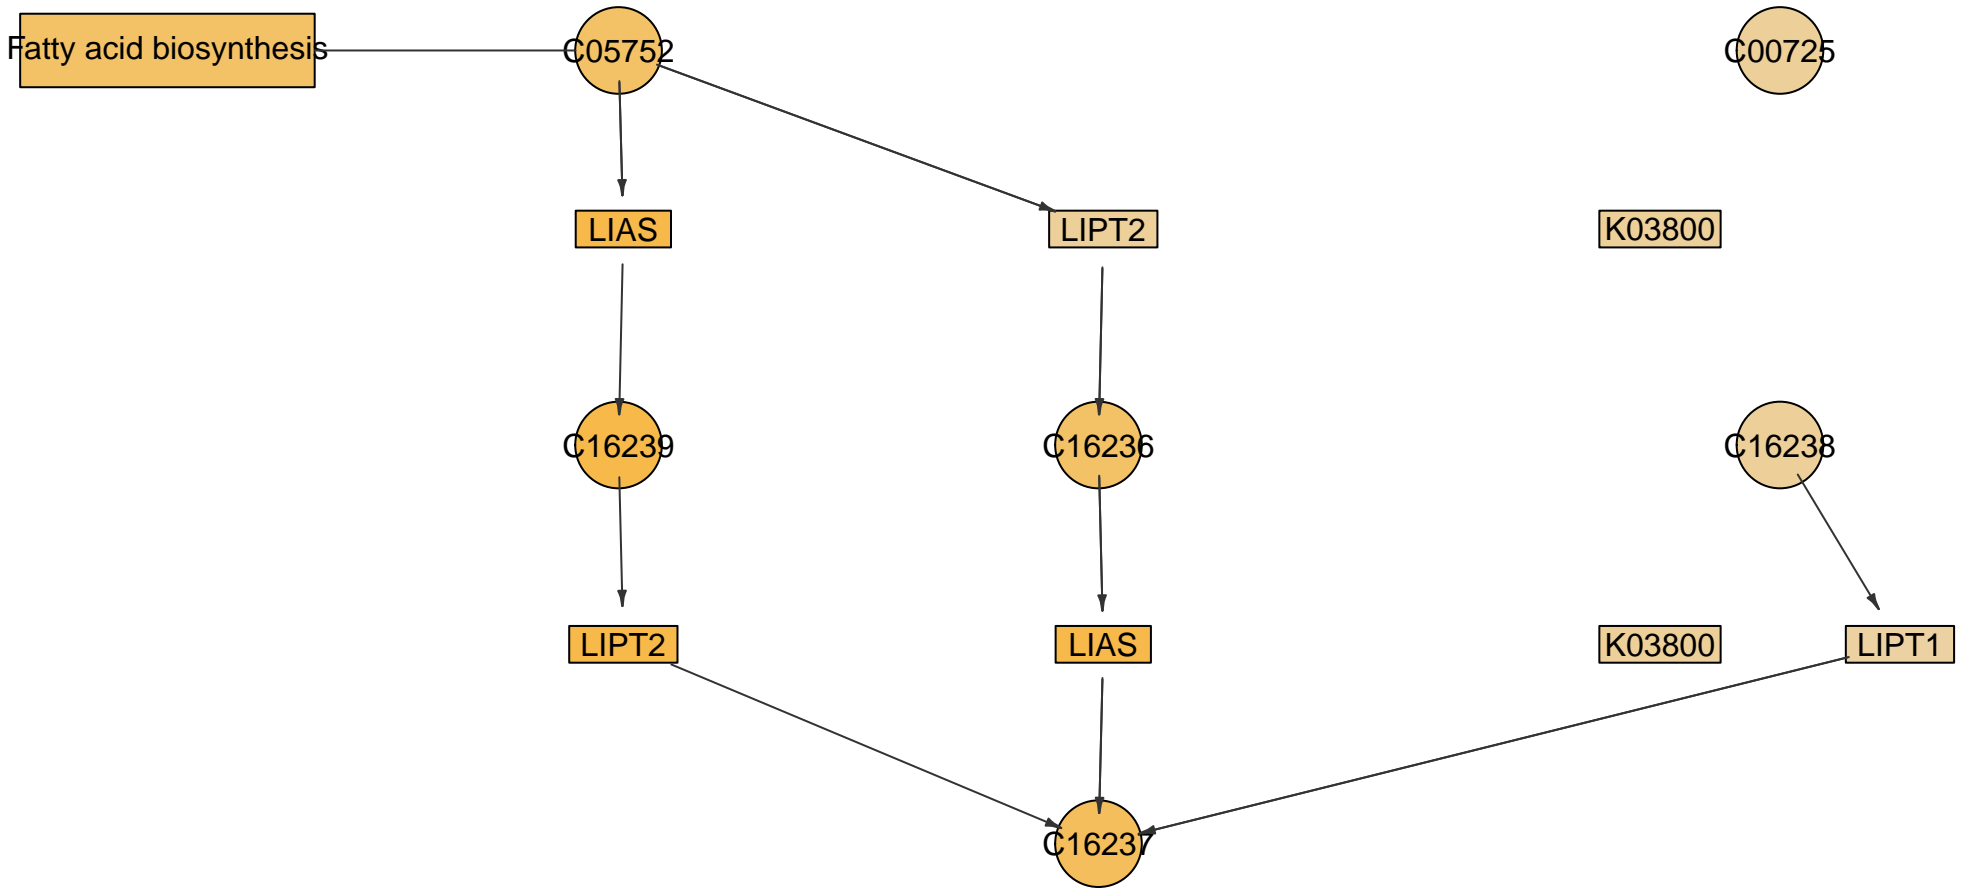 Fatty acid biosynthesis
C05752
C00725
LIAS
LIPT2
K03800
C16239
C16236
C16238
LIPT2
LIAS
K03800
LIPT1
C16237